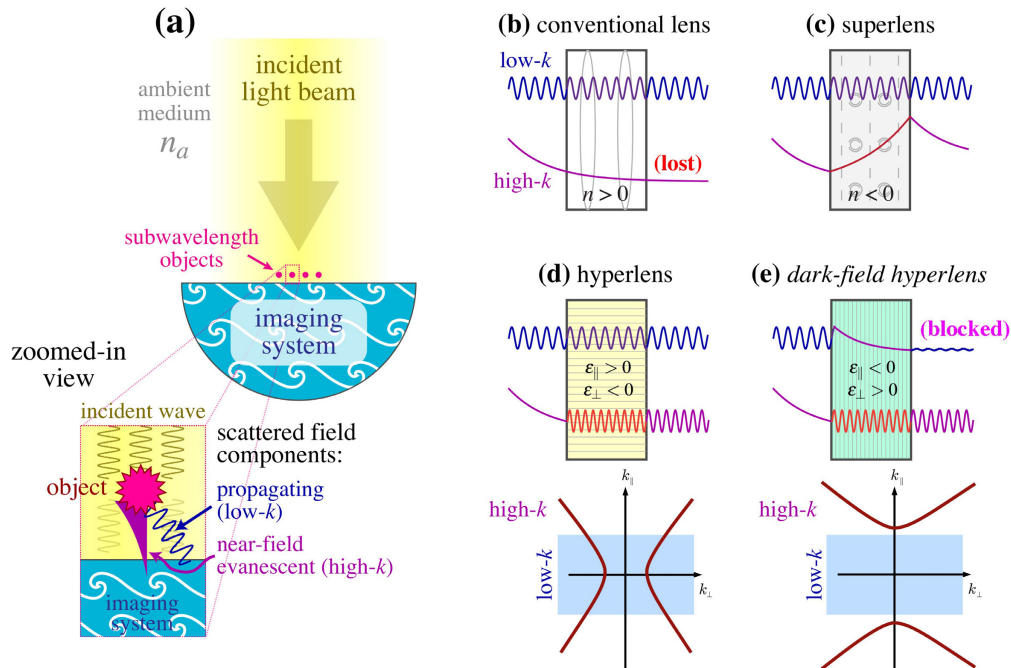 (a)
incident
light beam
ambient
medium
nₐ
subwavelength
objects
imaging
system
zoomed-in
view
incident wave
scattered field
components:
object
propagating
(low-k)
near-field
evanescent (high-k)
imaging
system
(b) conventional lens
low-k
high-k
(lost)
n > 0
(c) superlens
n < 0
(d) hyperlens
ε∥ > 0
ε⊥ < 0
k∥
high-k
low-k
k⊥
(e) dark-field hyperlens
(blocked)
ε∥ < 0
ε⊥ > 0
k∥
high-k
low-k
k⊥